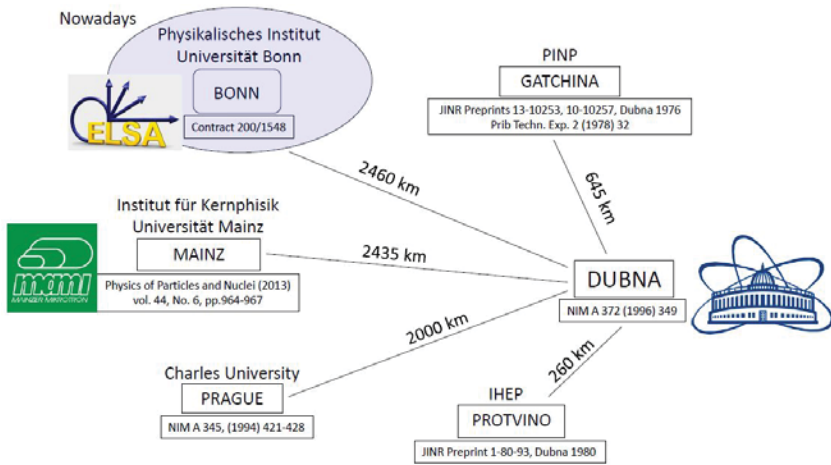 Nowadays
Physikalisches Institut
Universität Bonn
BONN
Contract 200/1548
ELSA
PINP
GATCHINA
JINR Preprints 13-10253, 10-10257, Dubna 1976
Prib Techn. Exp. 2 (1978) 32
2460 km
645 km
Institut für Kernphisik
Universität Mainz
MAINZ
Physics of Particles and Nuclei (2013)
vol. 44, No. 6, pp.964-967
mami
MAINZER MIKROTRON
2435 km
DUBNA
NIM A 372 (1996) 349
2000 km
260 km
Charles University
PRAGUE
NIM A 345, (1994) 421-428
IHEP
PROTVINO
JINR Preprint 1-80-93, Dubna 1980